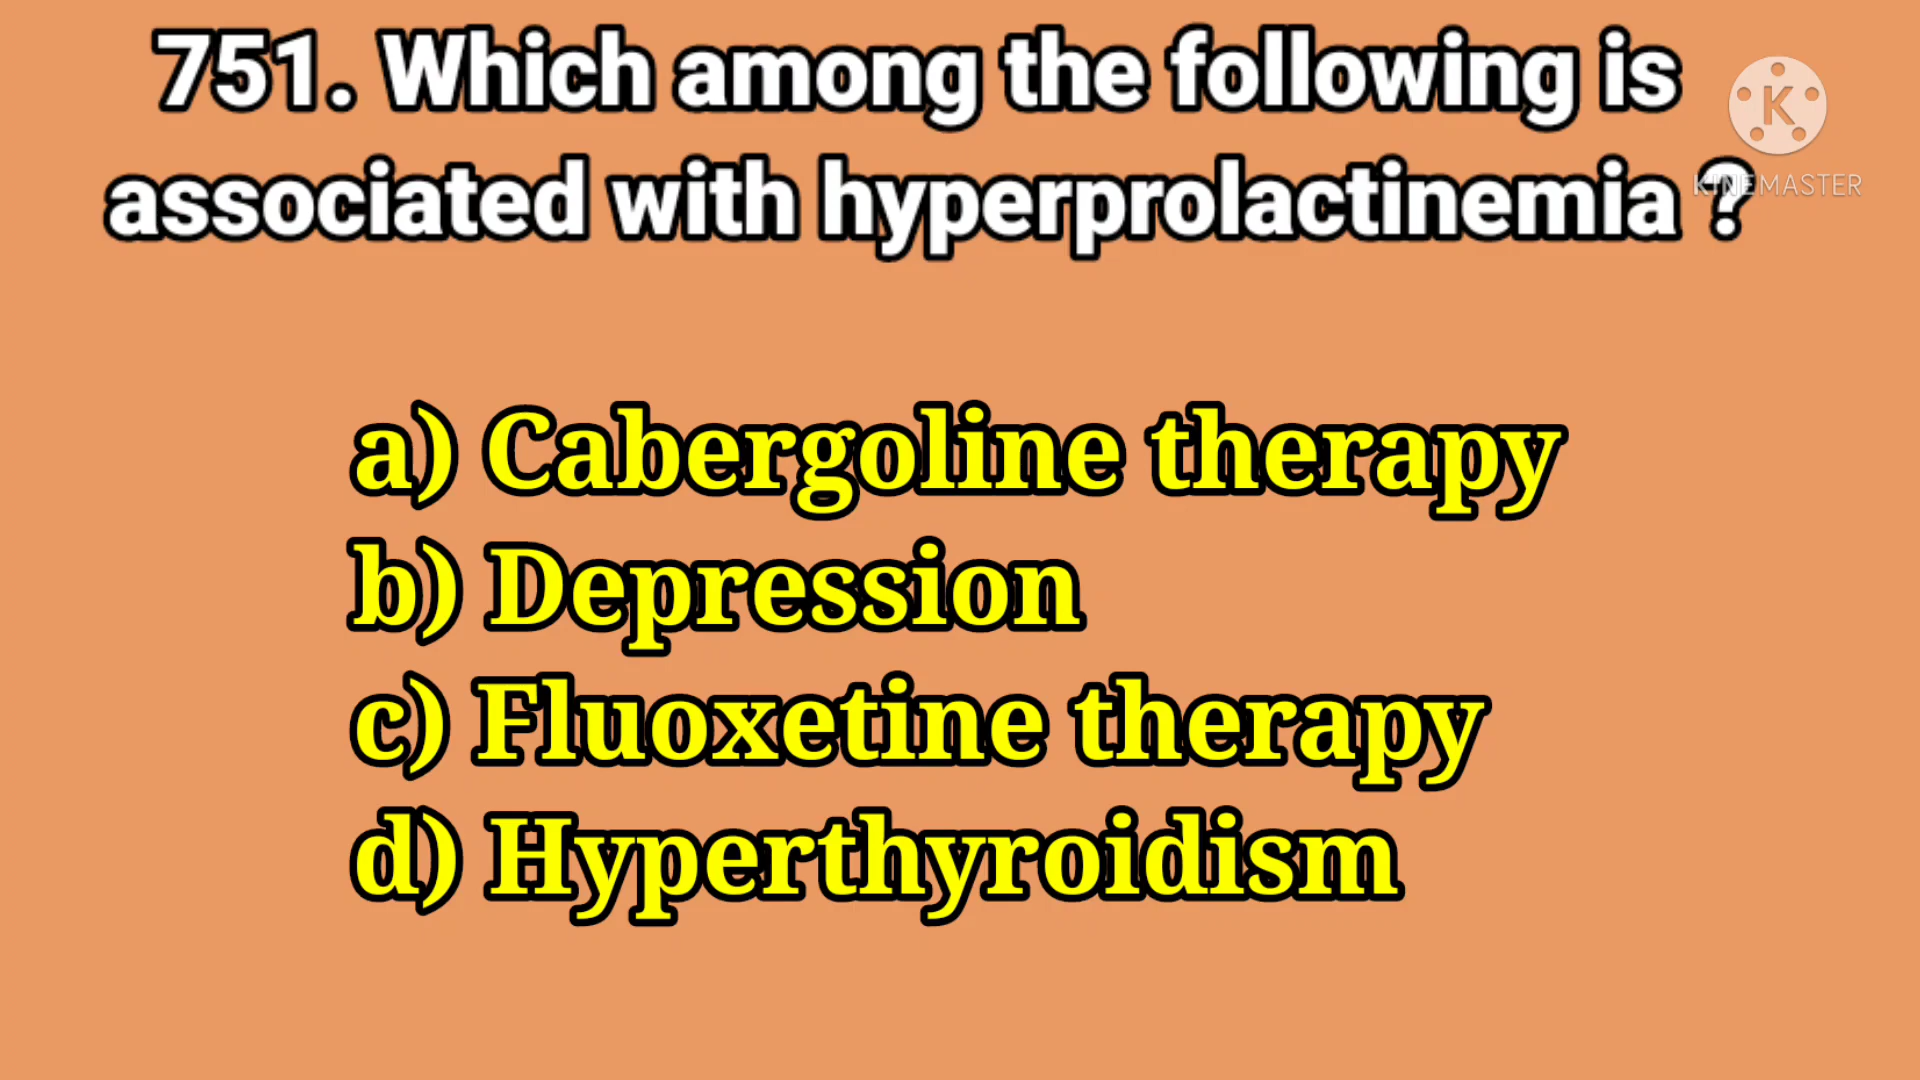 751. Which among the following is
associated with hyperprolactinemia ?
K
KINEMASTER
a) Cabergoline therapy
b) Depression
c) Fluoxetine therapy
d) Hyperthyroidism